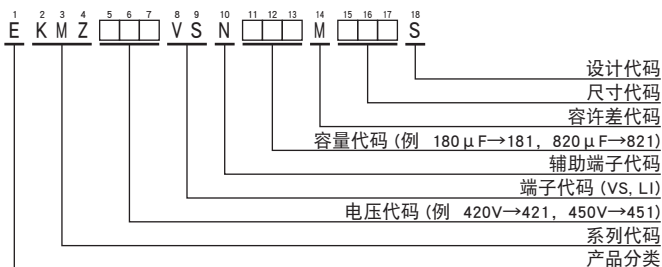 1 2 3 4 5 6 7 8 9 10 11 12 13 14 15 16 17 18
E K M Z □□□ V S N □□□ M □□□ S
设计代码
尺寸代码
容许差代码
容量代码 (例 180μF→181, 820μF→821)
辅助端子代码
端子代码 (VS, LI)
电压代码 (例 420V→421, 450V→451)
系列代码
产品分类